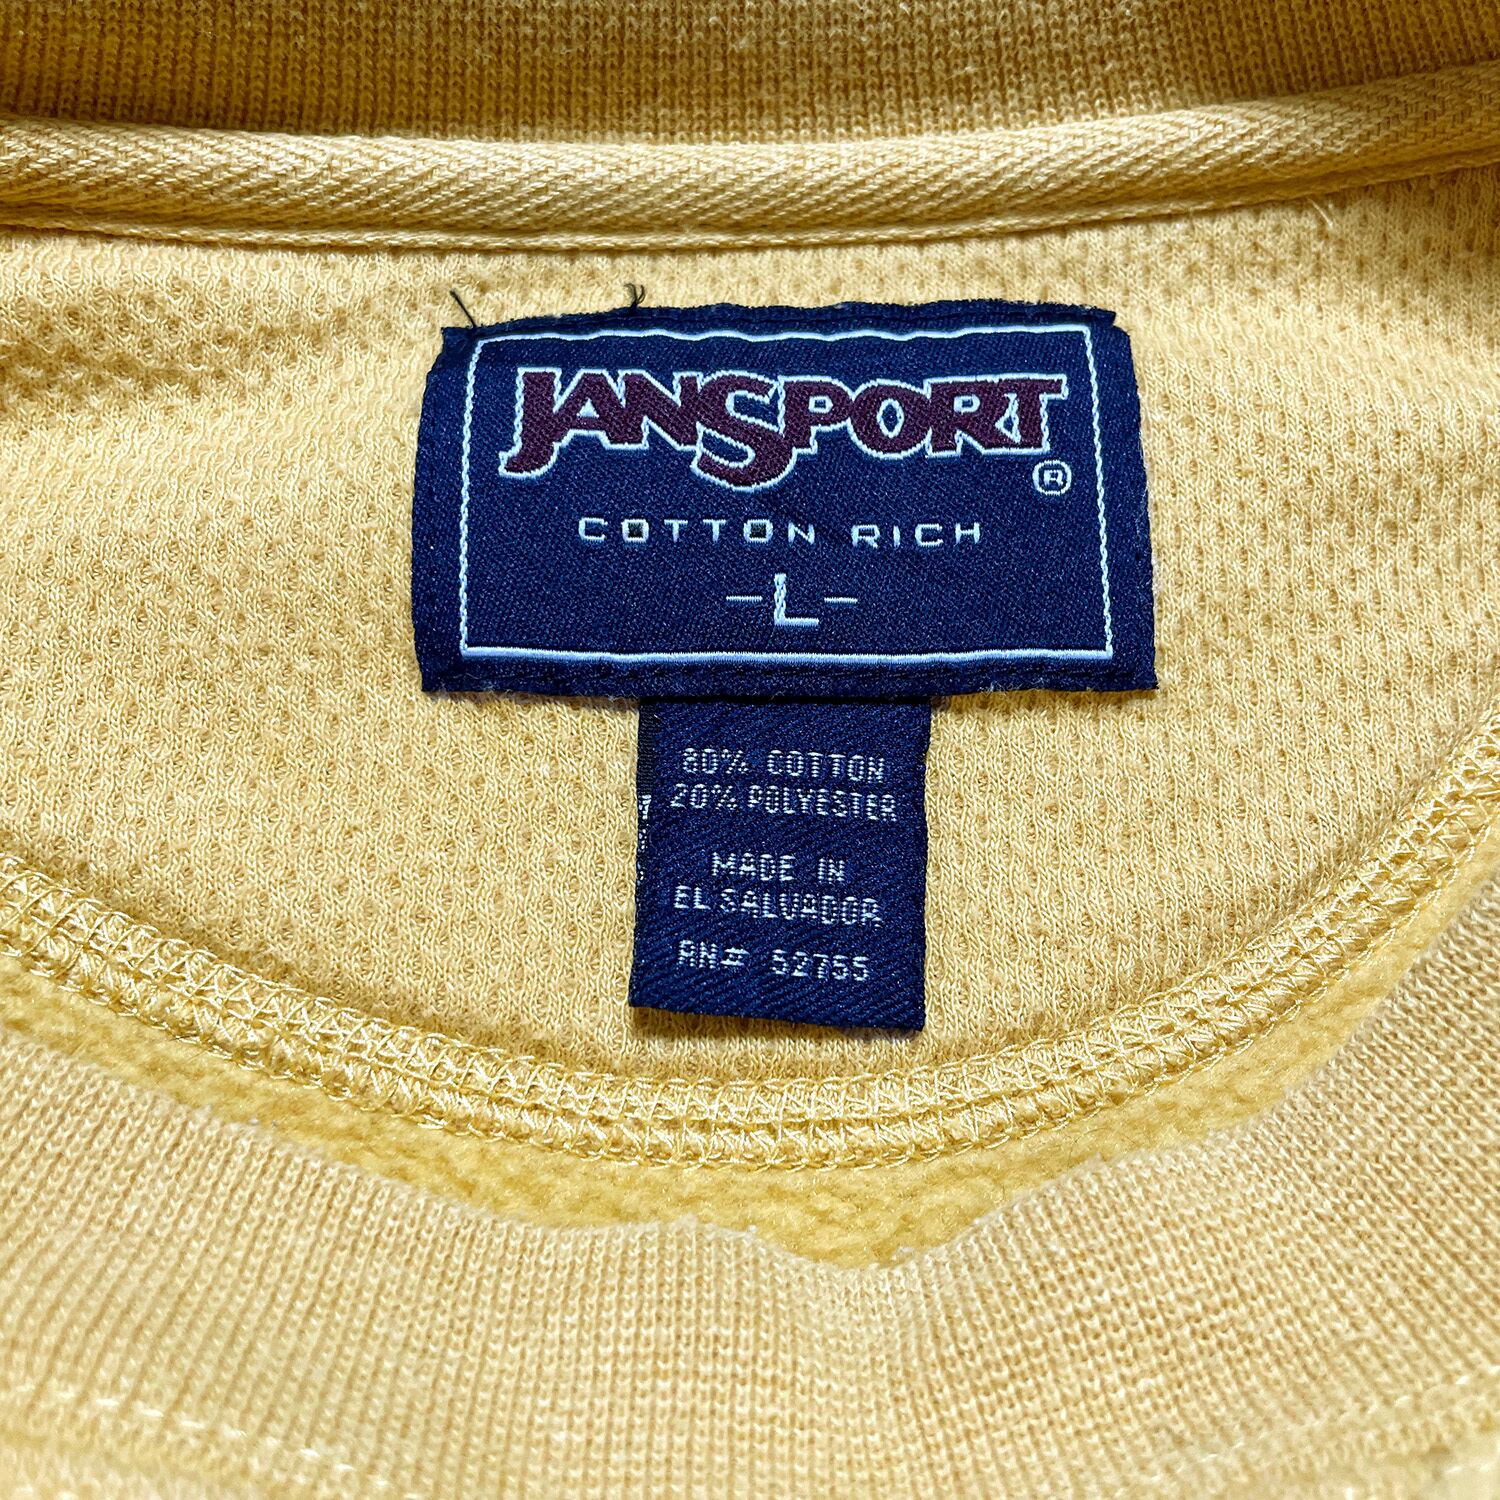 JANSPORT
®
COTTON RICH
-L-
80% COTTON
20% POLYESTER
MADE IN
EL SALVADOR
RN# 52755